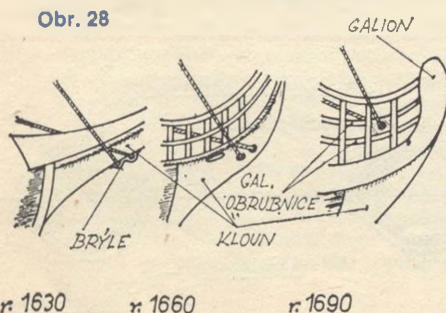 Obr. 28
GALION
GAL.
OBRUBNICE
BRÝLE
KLOUN
r. 1630 r. 1660 r. 1690